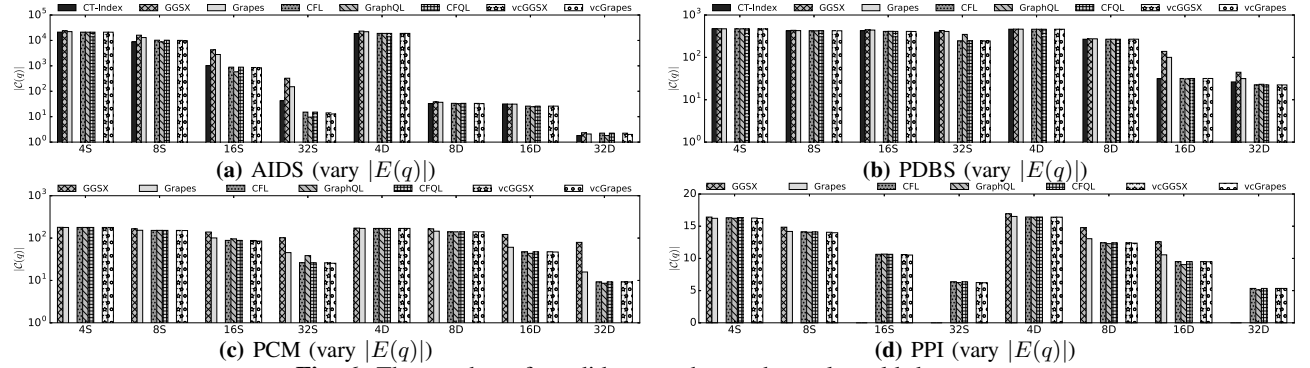 CT-Index GGSX Grapes CFL GraphQL CFQL vcGGSX vcGrapes
10^5
10^4
10^3
10^2
10^1
10^0
|C(q)|
4S 8S 16S 32S 4D 8D 16D 32D
(a) AIDS (vary |E(q)|)
CT-Index GGSX Grapes CFL GraphQL CFQL vcGGSX vcGrapes
10^3
10^2
10^1
10^0
|C(q)|
4S 8S 16S 32S 4D 8D 16D 32D
(b) PDBS (vary |E(q)|)
GGSX Grapes CFL GraphQL CFQL vcGGSX vcGrapes
10^3
10^2
10^1
10^0
|C(q)|
4S 8S 16S 32S 4D 8D 16D 32D
(c) PCM (vary |E(q)|)
GGSX Grapes CFL GraphQL CFQL vcGGSX vcGrapes
20
15
10
5
0
|C(q)|
4S 8S 16S 32S 4D 8D 16D 32D
(d) PPI (vary |E(q)|)